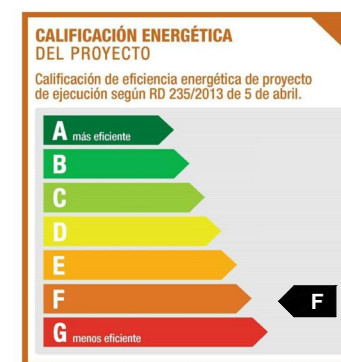 CALIFICACIÓN ENERGÉTICA
DEL PROYECTO
Calificación de eficiencia energética de proyecto
de ejecución según RD 235/2013 de 5 de abril.
A más eficiente
B
C
D
E
F
F
G menos eficiente